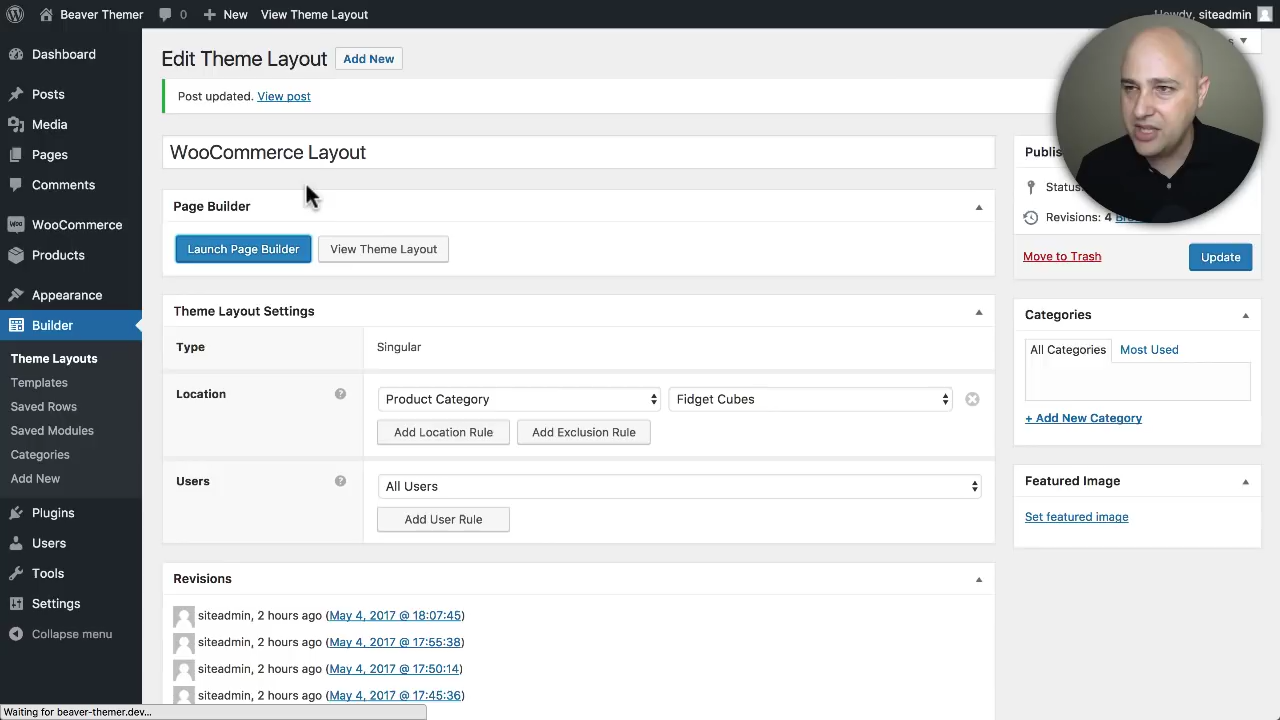 Beaver Themer
0
New
View Theme Layout
Howdy, siteadmin
Dashboard
Posts
Media
Pages
Comments
WooCommerce
Products
Appearance
Builder
Theme Layouts
Templates
Saved Rows
Saved Modules
Categories
Add New
Plugins
Users
Tools
Settings
Collapse menu
Edit Theme Layout
Add New
Post updated. View post
WooCommerce Layout
Page Builder
Launch Page Builder
View Theme Layout
Theme Layout Settings
Type
Singular
Location
Product Category
Fidget Cubes
Add Location Rule
Add Exclusion Rule
Users
All Users
Add User Rule
Revisions
siteadmin, 2 hours ago (May 4, 2017 @ 18:07:45)
siteadmin, 2 hours ago (May 4, 2017 @ 17:55:38)
siteadmin, 2 hours ago (May 4, 2017 @ 17:50:14)
siteadmin, 2 hours ago (May 4, 2017 @ 17:45:36)
Revisions: 4
Move to Trash
Update
Categories
All Categories
Most Used
+ Add New Category
Featured Image
Set featured image
Waiting for beaver-themer.dev...